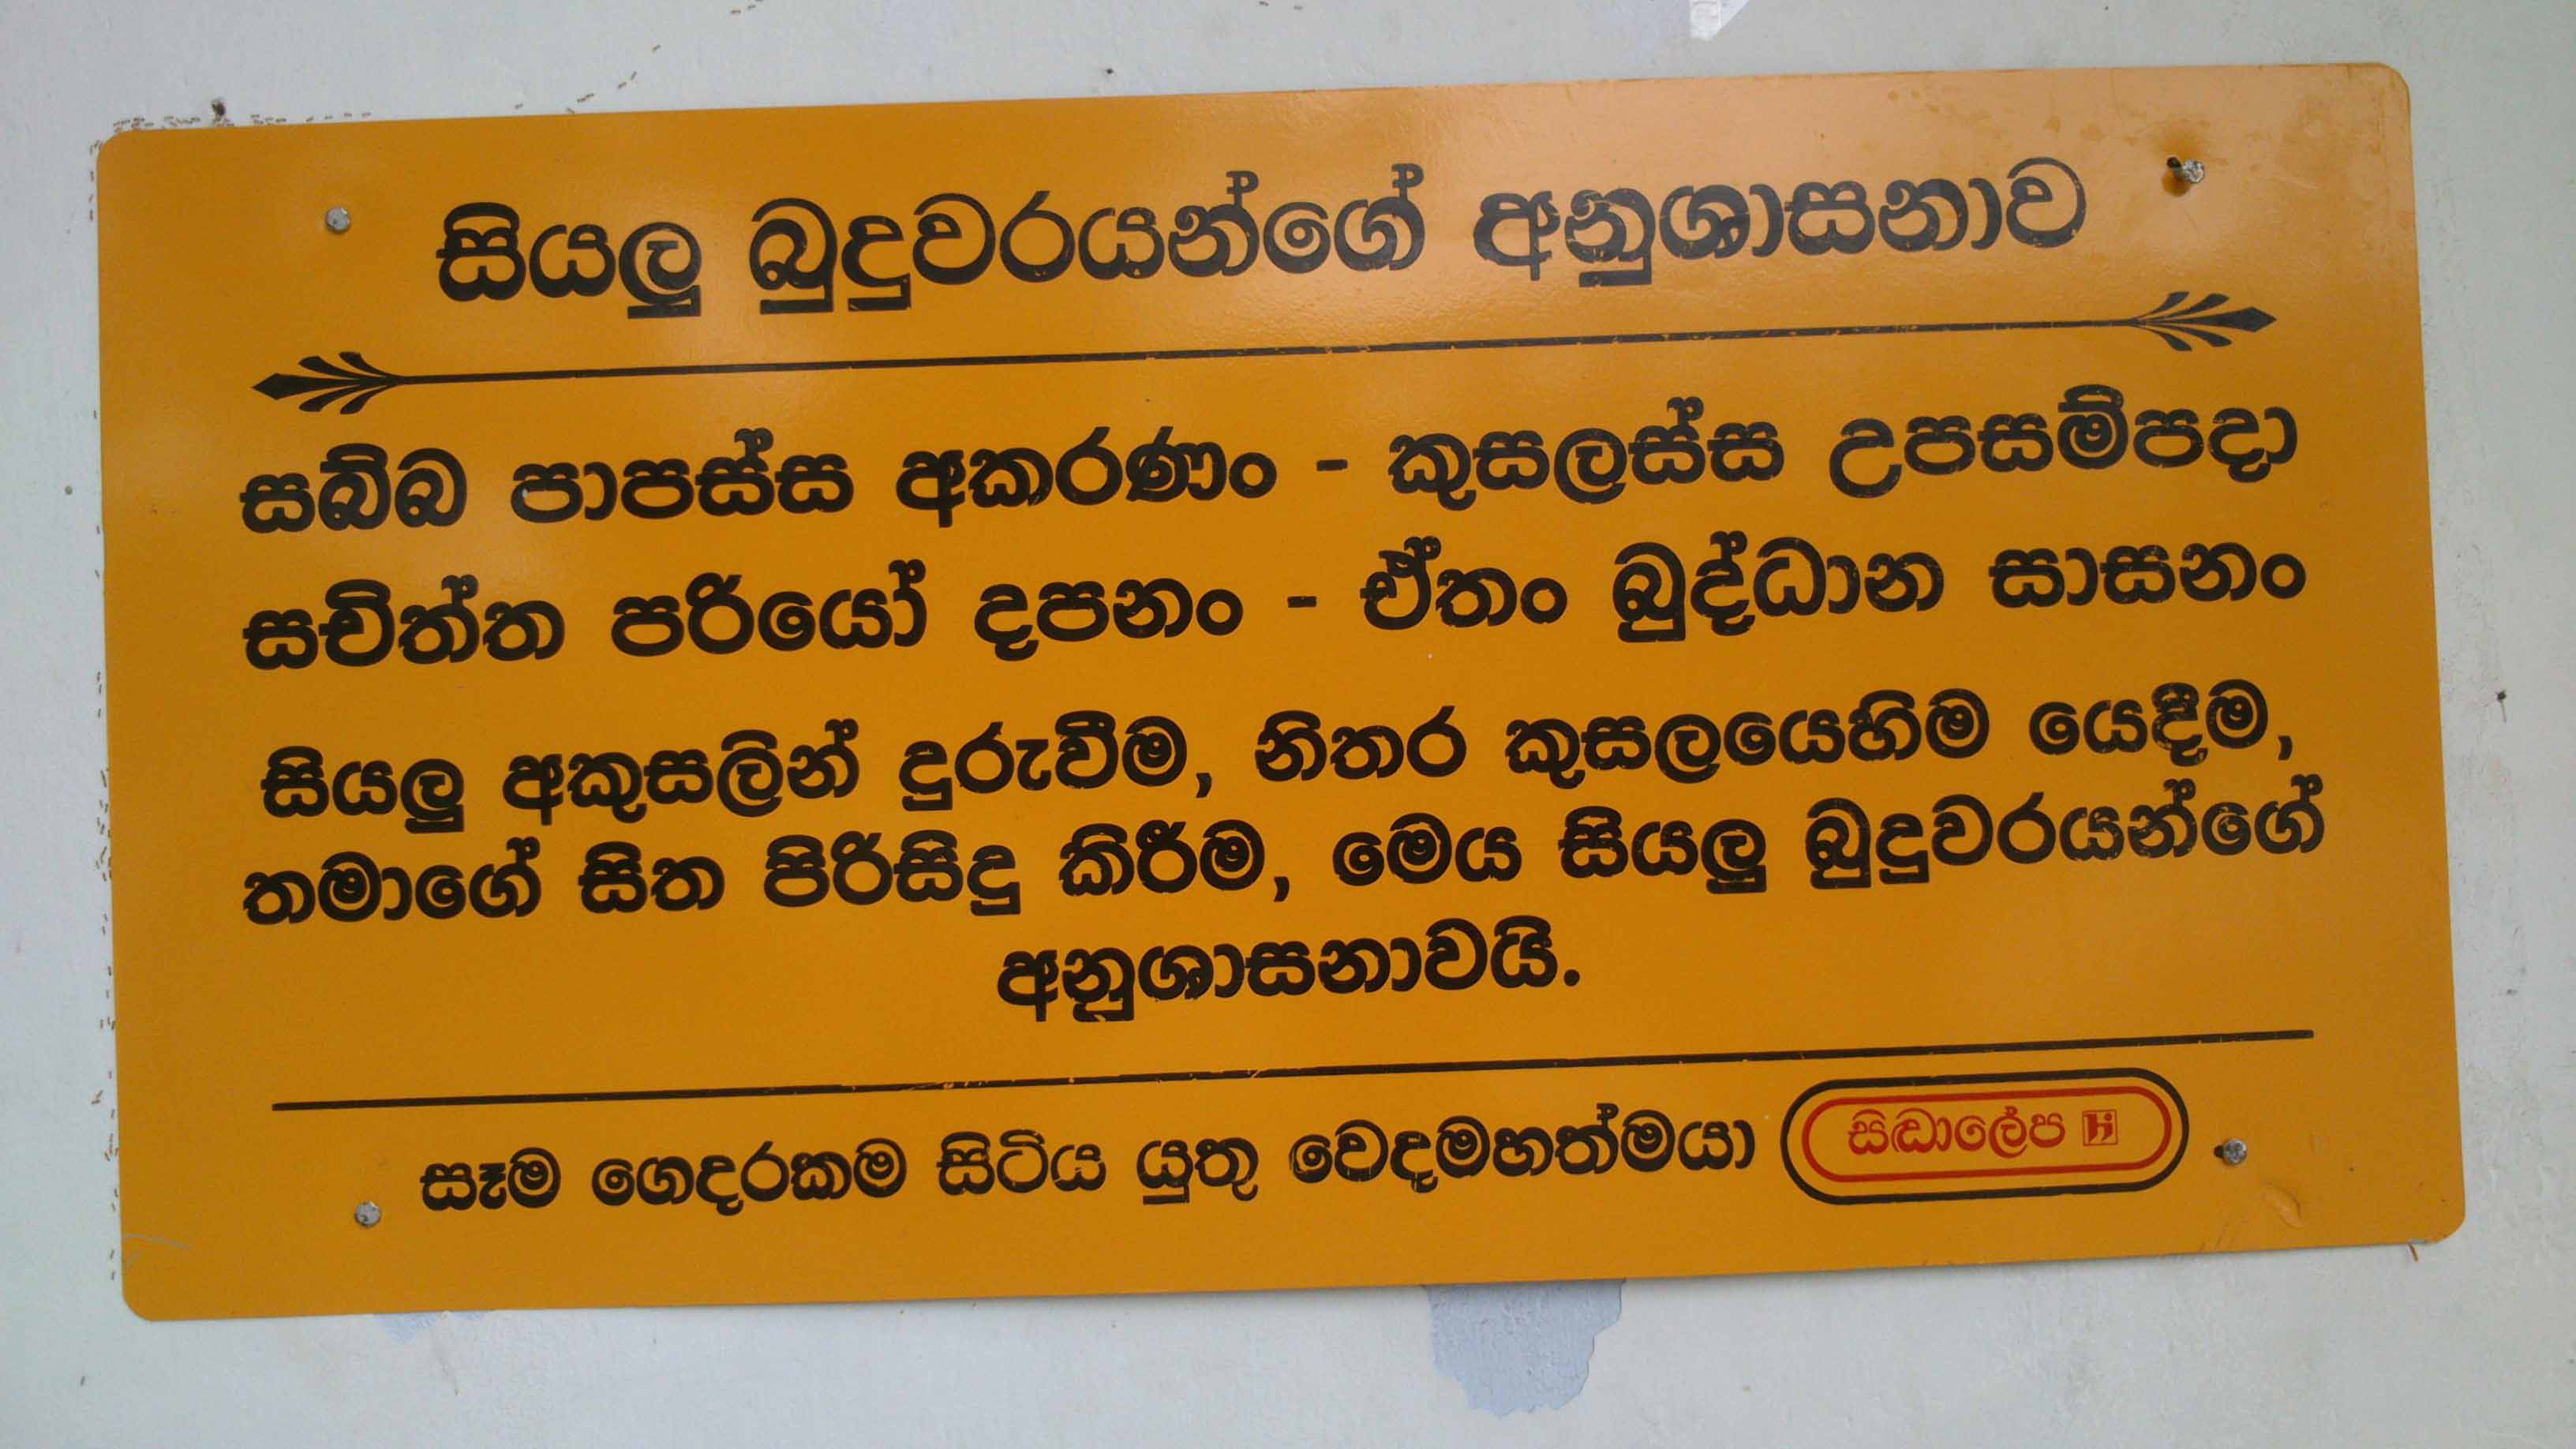 සියලු බුදුවරයන්ගේ අනුශාසනාව
සබ්බ පාපස්ස අකරණං - කුසලස්ස උපසම්පදා
සචිත්ත පරියෝ දපනං - ඒතං බුද්ධාන සාසනං
සියලු අකුසලින් දුරුවීම, නිතර කුසලයෙහිම යෙදීම,
තමාගේ සිත පිරිසිදු කිරීම, මෙය සියලු බුදුවරයන්ගේ
අනුශාසනාවයි.
සෑම ගෙදරකම සිටිය යුතු වෙදමහත්මයා සිඬාලේප